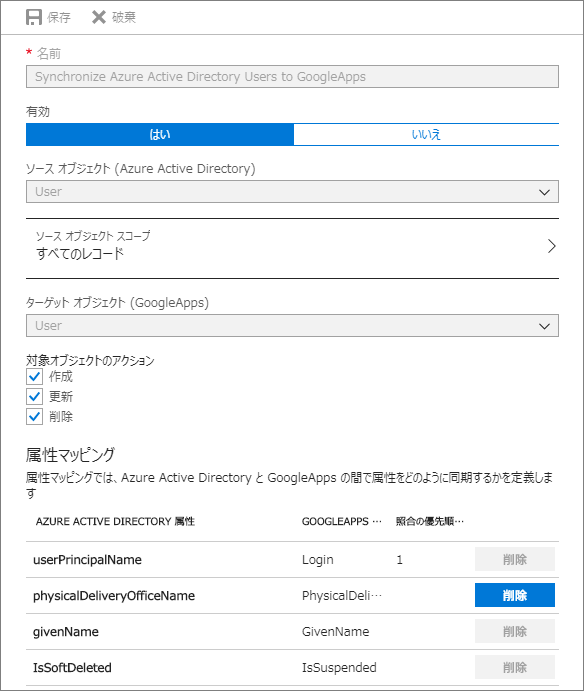 保存 破棄
* 名前
Synchronize Azure Active Directory Users to GoogleApps
有効
はい いいえ
ソース オブジェクト (Azure Active Directory)
User
ソース オブジェクト スコープ
すべてのレコード
ターゲット オブジェクト (GoogleApps)
User
対象オブジェクトのアクション
作成
更新
削除
属性マッピング
属性マッピングでは、Azure Active Directory と GoogleApps の間で属性をどのように同期するかを定義しま
す
AZURE ACTIVE DIRECTORY 属性 GOOGLEAPPS … 照合の優先順…
userPrincipalName Login 1 削除
physicalDeliveryOfficeName PhysicalDeli… 削除
givenName GivenName 削除
IsSoftDeleted IsSuspended 削除